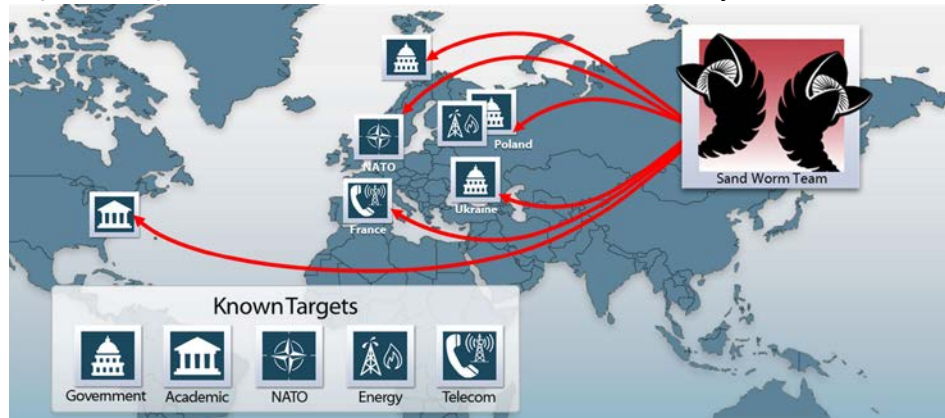 Sand Worm Team
Poland
NATO
Ukraine
France
Known Targets
Government
Academic
NATO
Energy
Telecom